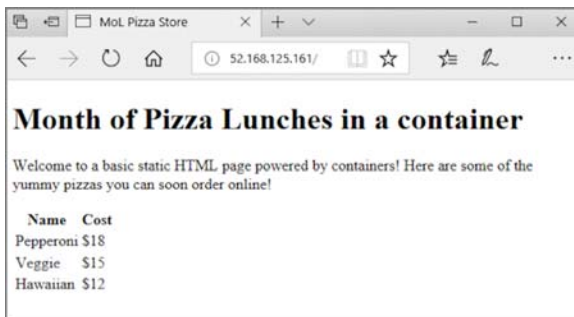 MoL Pizza Store
52.168.125.161/
Month of Pizza Lunches in a container
Welcome to a basic static HTML page powered by containers! Here are some of the
yummy pizzas you can soon order online!
Name Cost
Pepperoni $18
Veggie $15
Hawaiian $12